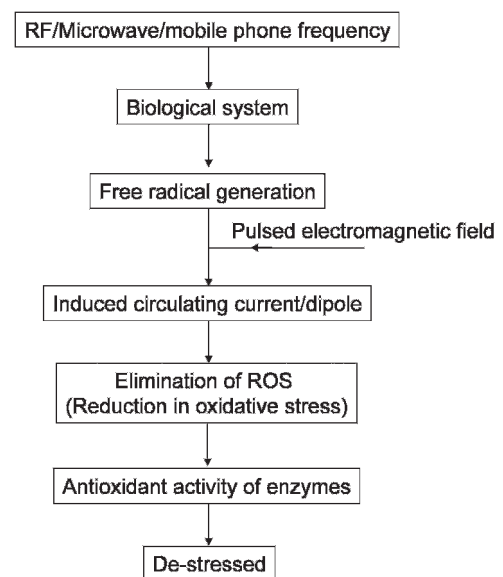 RF/Microwave/mobile phone frequency
Biological system
Free radical generation
Pulsed electromagnetic field
Induced circulating current/dipole
Elimination of ROS
(Reduction in oxidative stress)
Antioxidant activity of enzymes
De-stressed